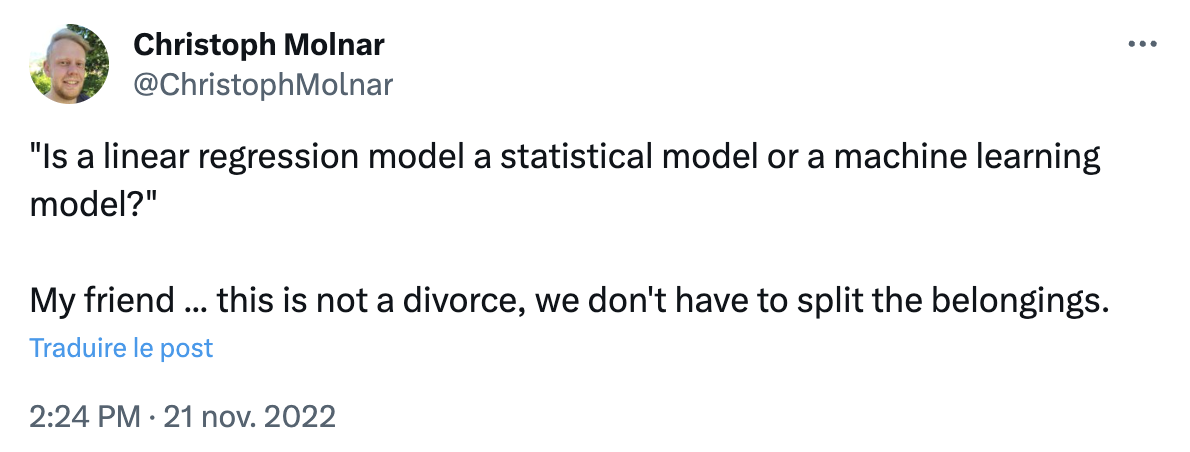 Christoph Molnar
@ChristophMolnar
"Is a linear regression model a statistical model or a machine learning
model?"
My friend ... this is not a divorce, we don't have to split the belongings.
Traduire le post
2:24 PM · 21 nov. 2022